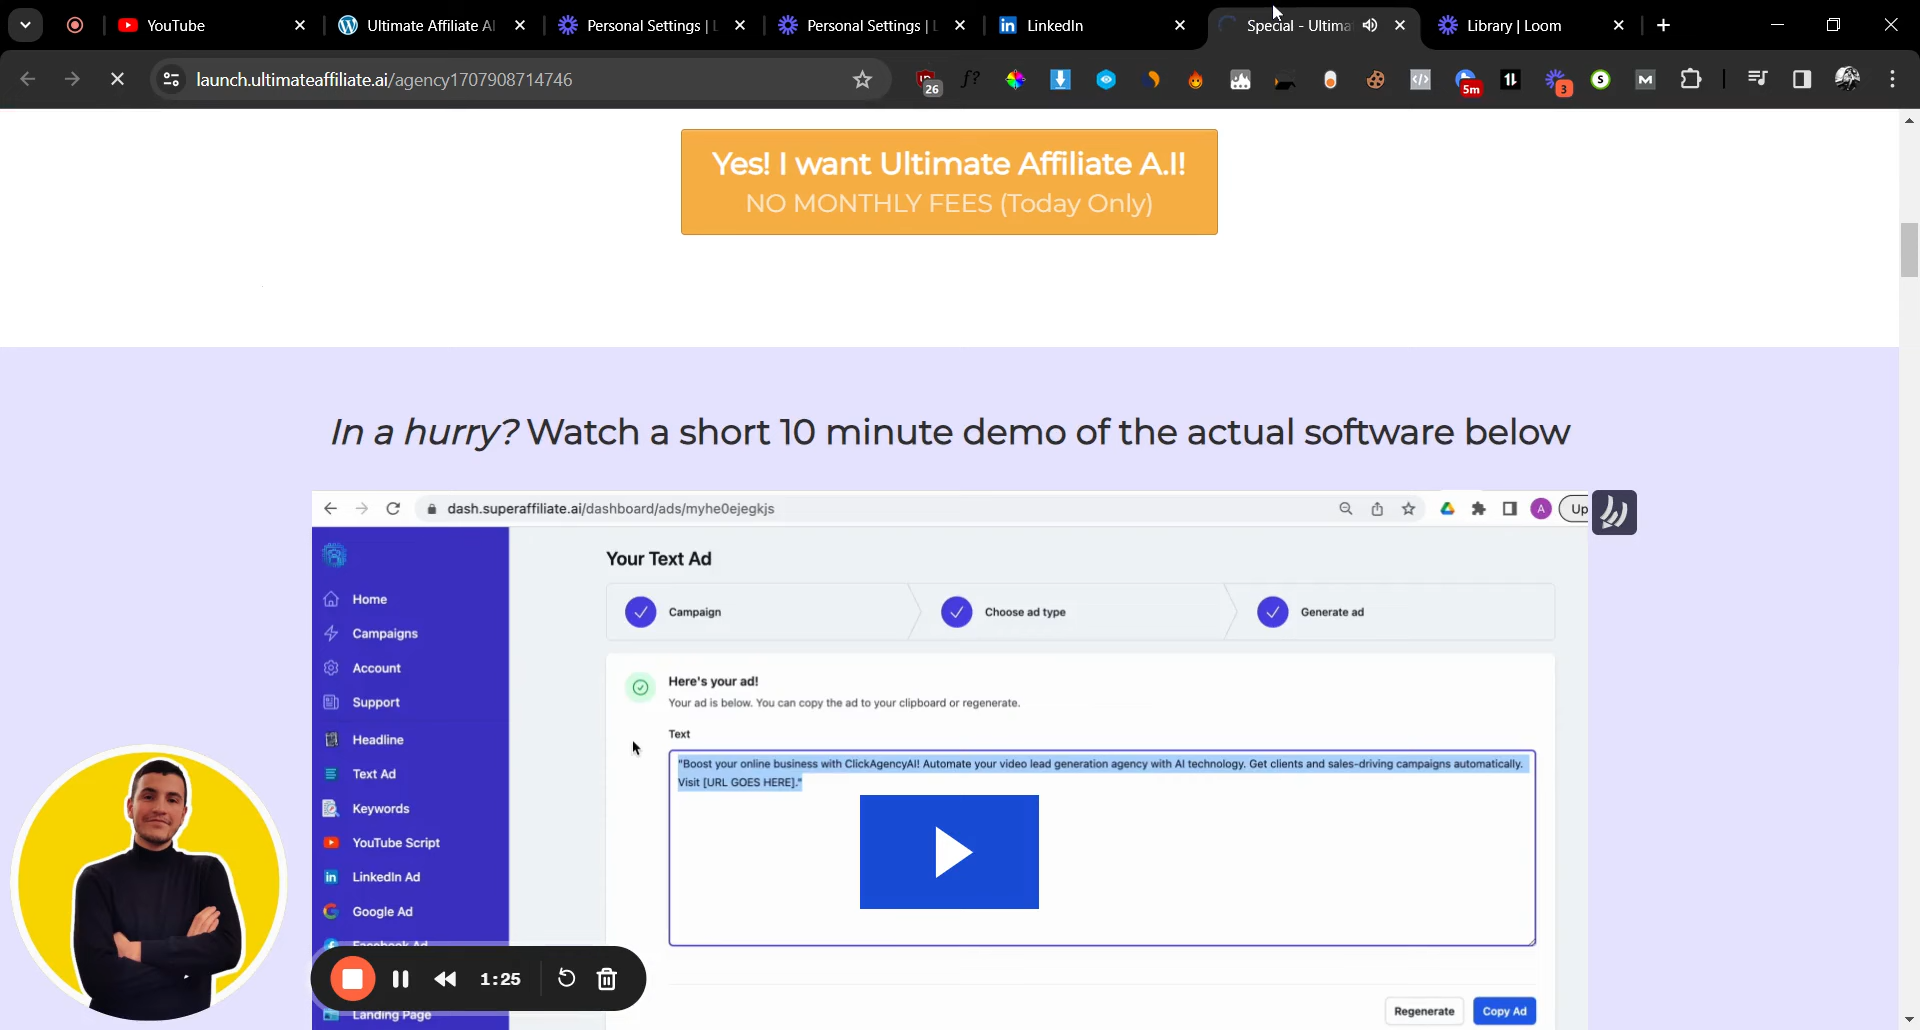 YouTube
Ultimate Affiliate AI
Personal Settings | L
Personal Settings | L
LinkedIn
Special - Ultima
Library | Loom
launch.ultimateaffiliate.ai/agency1707908714746
26
5m
3
Yes! I want Ultimate Affiliate A.I!
NO MONTHLY FEES (Today Only)
In a hurry? Watch a short 10 minute demo of the actual software below
dash.superaffiliate.ai/dashboard/ads/myhe0ejegkjs
A
Up
Home
Campaigns
Account
Support
Headline
Text Ad
Keywords
YouTube Script
LinkedIn Ad
Google Ad
Facebook Ad
Landing Page
Your Text Ad
Campaign
Choose ad type
Generate ad
Here's your ad!
Your ad is below. You can copy the ad to your clipboard or regenerate.
Text
"Boost your online business with ClickAgencyAI! Automate your video lead generation agency with AI technology. Get clients and sales-driving campaigns automatically.
Visit [URL GOES HERE]."
1:25
Regenerate
Copy Ad